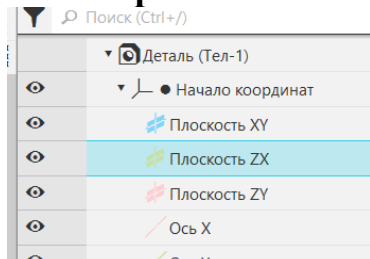 Поиск (Ctrl+/)
Деталь (Тел-1)
Начало координат
Плоскость XY
Плоскость ZX
Плоскость ZY
Ось X